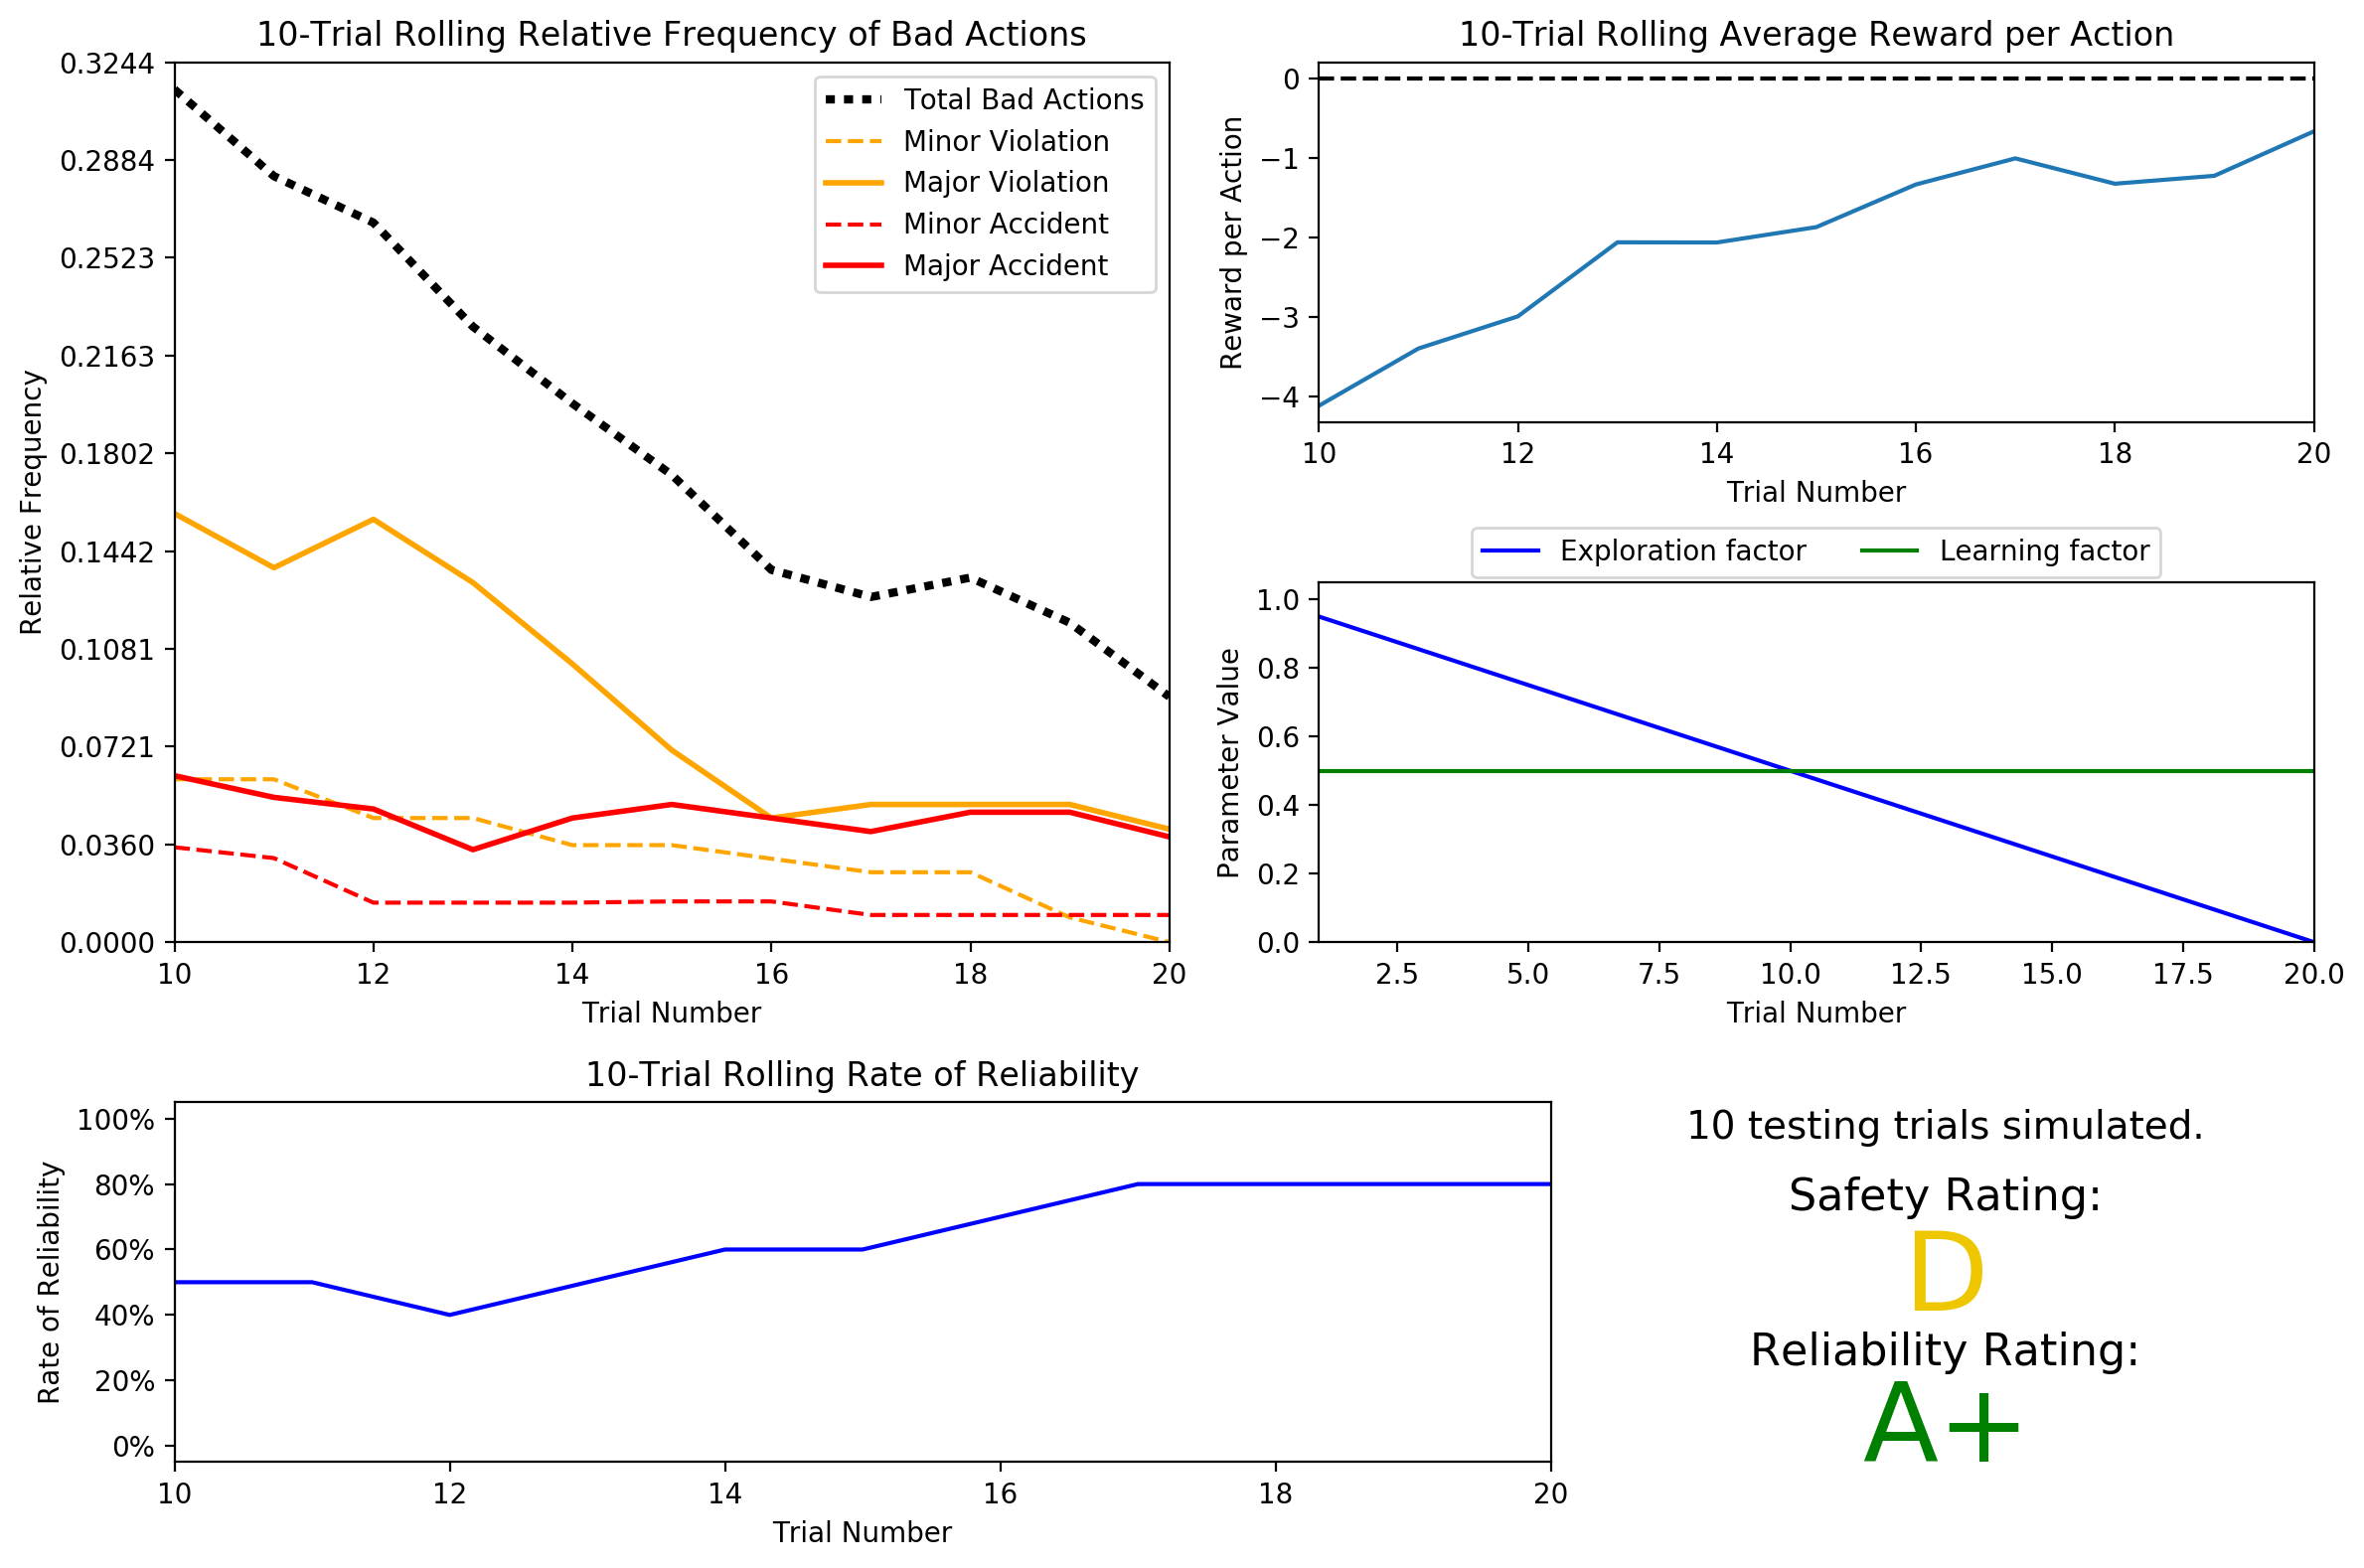 10-Trial Rolling Relative Frequency of Bad Actions
0.3244
0.2884
0.2523
0.2163
0.1802
0.1442
0.1081
0.0721
0.0360
0.0000
Relative Frequency
Total Bad Actions
Minor Violation
Major Violation
Minor Accident
Major Accident
10 12 14 16 18 20
Trial Number
10-Trial Rolling Average Reward per Action
0
−1
−2
−3
−4
Reward per Action
10 12 14 16 18 20
Trial Number
Exploration factor Learning factor
1.0
0.8
0.6
0.4
0.2
0.0
Parameter Value
2.5 5.0 7.5 10.0 12.5 15.0 17.5 20.0
Trial Number
10-Trial Rolling Rate of Reliability
100%
80%
60%
40%
20%
0%
Rate of Reliability
10 12 14 16 18 20
Trial Number
10 testing trials simulated.
Safety Rating:
D
Reliability Rating:
A+